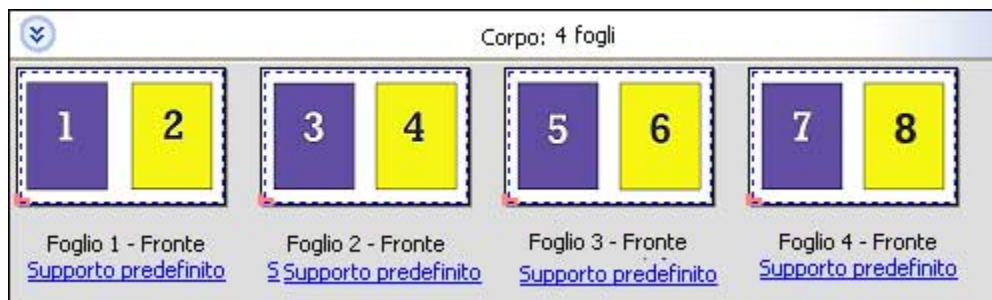 Corpo: 4 fogli
1 2 3 4 5 6 7 8
Foglio 1 - Fronte Foglio 2 - Fronte Foglio 3 - Fronte Foglio 4 - Fronte
Supporto predefinito S Supporto predefinito Supporto predefinito Supporto predefinito